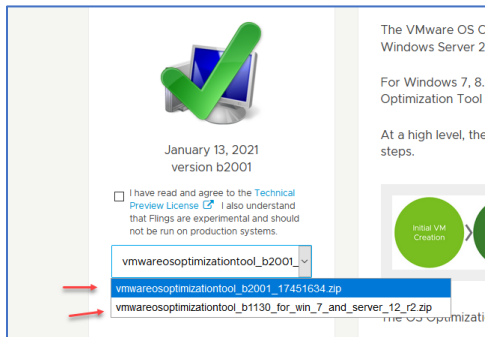 January 13, 2021
version b2001
I have read and agree to the Technical
Preview License I also understand
that Flings are experimental and should
not be run on production systems.
vmwareosoptimizationtool_b2001_
vmwareosoptimizationtool_b2001_17451634.zip
vmwareosoptimizationtool_b1130_for_win_7_and_server_12_r2.zip
The VMware OS O
Windows Server 2
For Windows 7, 8.
Optimization Tool
At a high level, the
steps.
Initial VM
Creation
The OS Optimizati